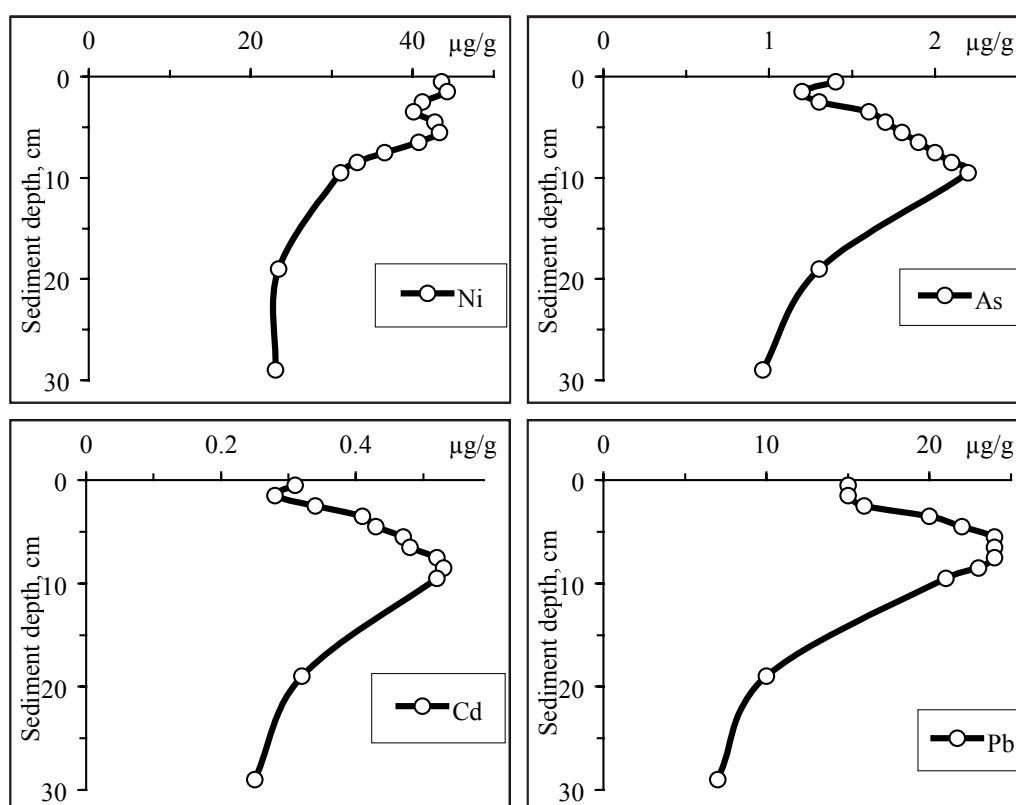 0 20 40 µg/g
0
10
20
30
Sediment depth, cm
Ni
0 1 2 µg/g
0
10
20
30
Sediment depth, cm
As
0 0.2 0.4 µg/g
0
10
20
30
Sediment depth, cm
Cd
0 10 20 µg/g
0
10
20
30
Sediment depth, cm
Pb